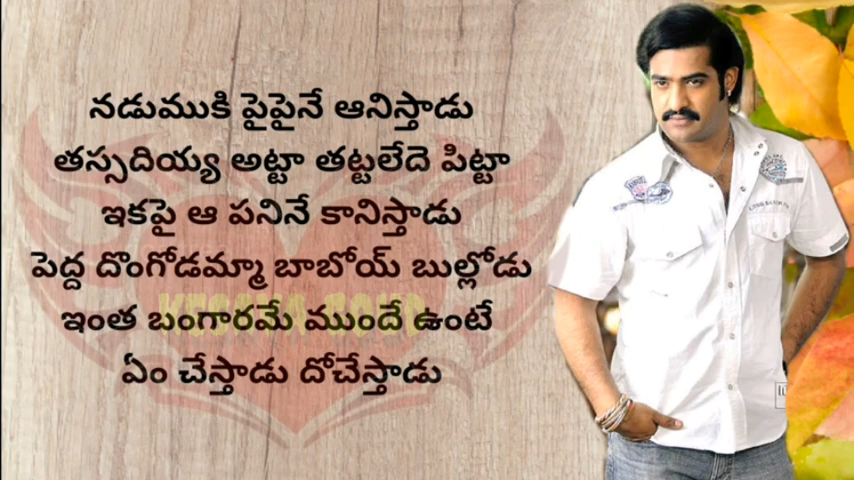 నడుముకి పైపైనే ఆనిస్తాడు
తస్సదియ్య అట్టా తట్టలేదె పిట్టా
ఇకపై ఆ పనినే కానిస్తాడు
పెద్ద దొంగోడమ్మా బాబోయ్ బుల్లోడు
ఇంత బంగారమే ముందే ఉంటే
ఏం చేస్తాడు దోచేస్తాడు